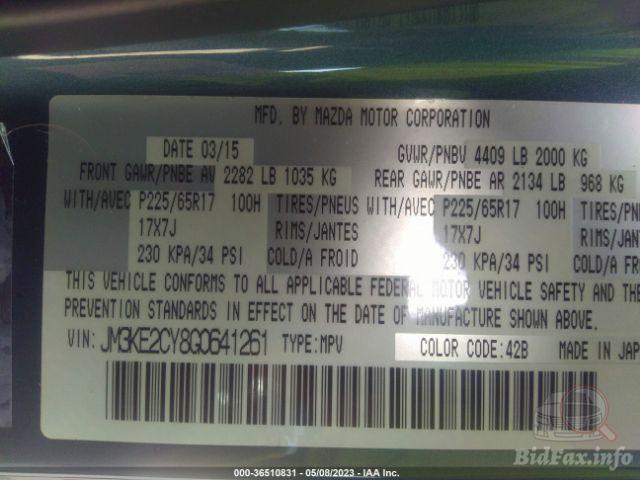 MFD. BY MAZDA MOTOR CORPORATION
DATE 03/15 GVWR/PNBV 4409 LB 2000 KG
FRONT GAWR/PNBE AV 2282 LB 1035 KG REAR GAWR/PNBE AR 2134 LB 968 KG
WITH/AVEC P225/65R17 100H TIRES/PNEUS WITH/AVEC P225/65R17 100H TIRES/PNE
17X7J RIMS/JANTES 17X7J RIMS/JANTES
230 KPA/34 PSI COLD/A FROID 230 KPA/34 PSI COLD/A F
THIS VEHICLE CONFORMS TO ALL APPLICABLE FEDERAL MOTOR VEHICLE SAFETY AND THE
PREVENTION STANDARDS IN EFFECT ON THE DATE OF MANUFACTURE SHOWN ABOVE.
VIN: JM3KE2CY8G0641261 TYPE:MPV COLOR CODE:42B MADE IN JAP
BidFax.info
000-36510831 - 05/08/2023 - IAA Inc.